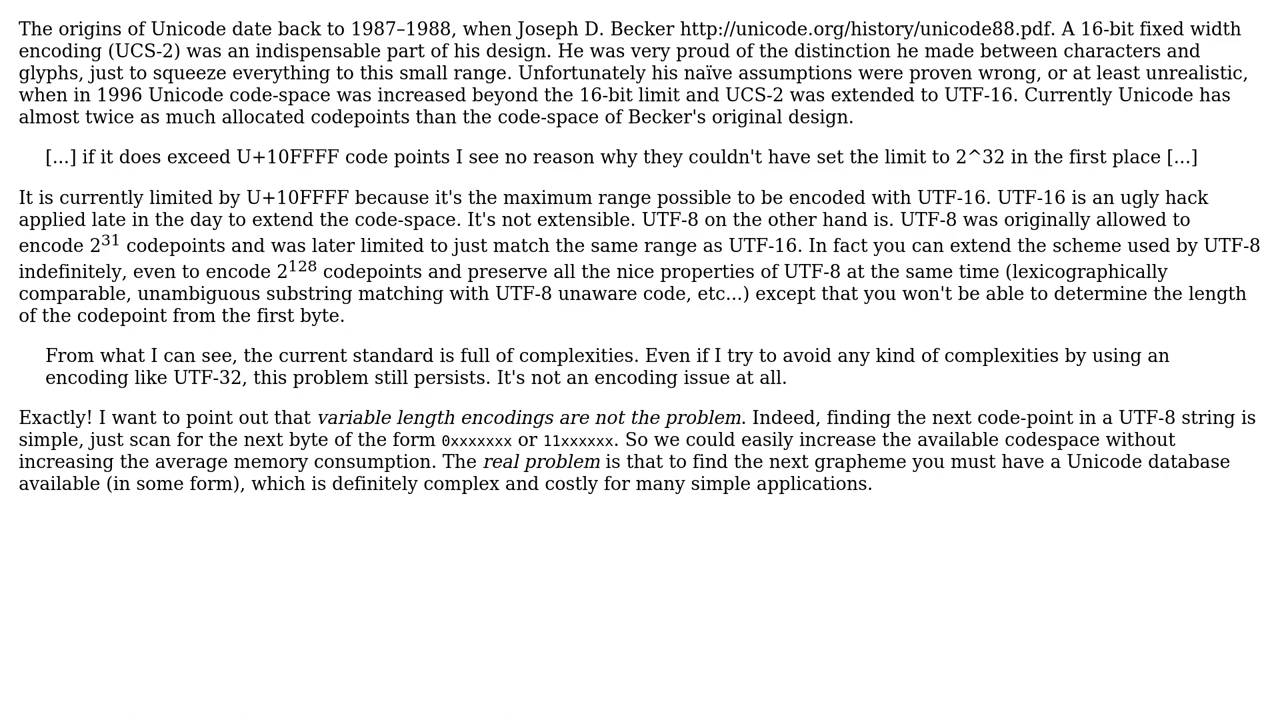 The origins of Unicode date back to 1987–1988, when Joseph D. Becker http://unicode.org/history/unicode88.pdf. A 16-bit fixed width
encoding (UCS-2) was an indispensable part of his design. He was very proud of the distinction he made between characters and
glyphs, just to squeeze everything to this small range. Unfortunately his naïve assumptions were proven wrong, or at least unrealistic,
when in 1996 Unicode code-space was increased beyond the 16-bit limit and UCS-2 was extended to UTF-16. Currently Unicode has
almost twice as much allocated codepoints than the code-space of Becker's original design.
[...] if it does exceed U+10FFFF code points I see no reason why they couldn't have set the limit to 2^32 in the first place [...]
It is currently limited by U+10FFFF because it's the maximum range possible to be encoded with UTF-16. UTF-16 is an ugly hack
applied late in the day to extend the code-space. It's not extensible. UTF-8 on the other hand is. UTF-8 was originally allowed to
encode 2³¹ codepoints and was later limited to just match the same range as UTF-16. In fact you can extend the scheme used by UTF-8
indefinitely, even to encode 2¹²⁸ codepoints and preserve all the nice properties of UTF-8 at the same time (lexicographically
comparable, unambiguous substring matching with UTF-8 unaware code, etc...) except that you won't be able to determine the length
of the codepoint from the first byte.
From what I can see, the current standard is full of complexities. Even if I try to avoid any kind of complexities by using an
encoding like UTF-32, this problem still persists. It's not an encoding issue at all.
Exactly! I want to point out that variable length encodings are not the problem. Indeed, finding the next code-point in a UTF-8 string is
simple, just scan for the next byte of the form 0xxxxxxx or 11xxxxxx. So we could easily increase the available codespace without
increasing the average memory consumption. The real problem is that to find the next grapheme you must have a Unicode database
available (in some form), which is definitely complex and costly for many simple applications.